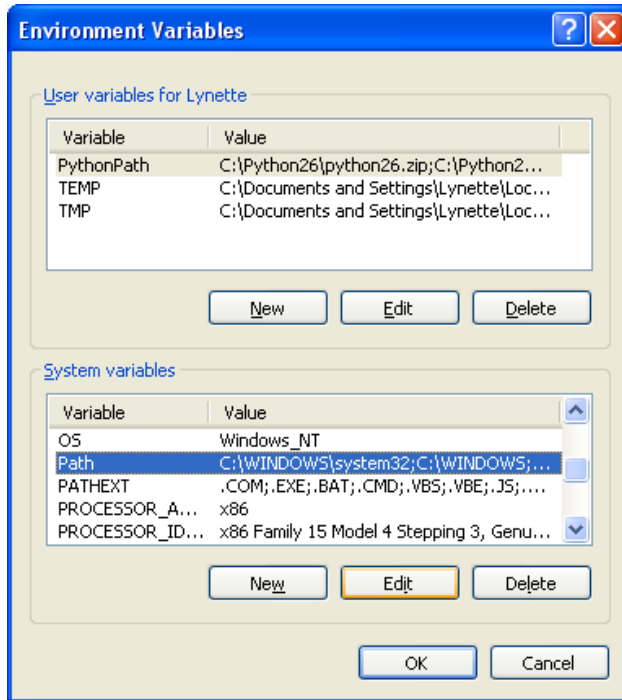 Environment Variables
User variables for Lynette
Variable Value
PythonPath C:\Python26\python26.zip;C:\Python2...
TEMP C:\Documents and Settings\Lynette\Loc...
TMP C:\Documents and Settings\Lynette\Loc...
New Edit Delete
System variables
Variable Value
OS Windows_NT
Path C:\WINDOWS\system32;C:\WINDOWS;...
PATHEXT .COM;.EXE;.BAT;.CMD;.VBS;.VBE;.JS;....
PROCESSOR_A... x86
PROCESSOR_ID... x86 Family 15 Model 4 Stepping 3, Genu...
New Edit Delete
OK Cancel